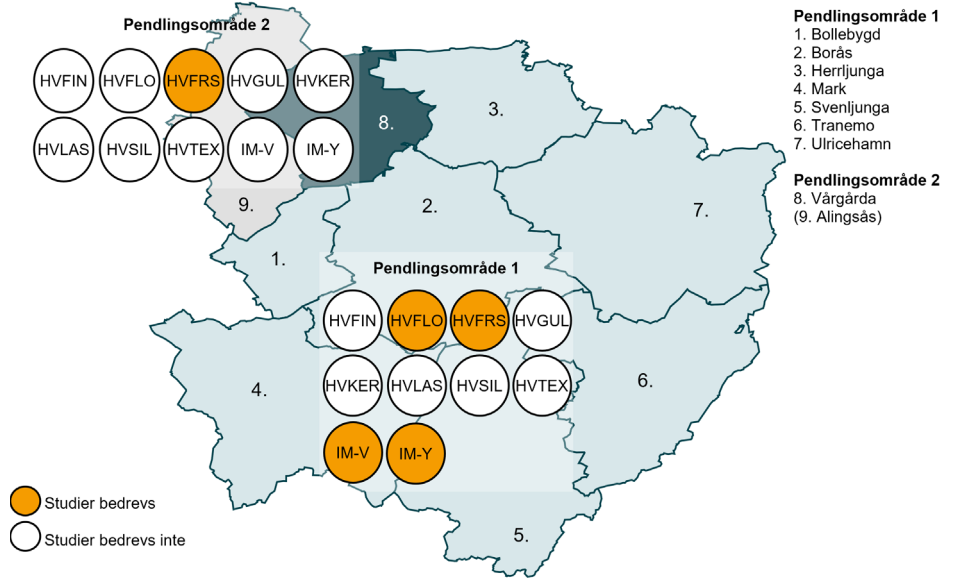 Pendlingsområde 2
HVFIN HVFLO HVFRS HVGUL HVKER
HVLAS HVSIL HVTEX IM-V IM-Y
8.
3.
9.
2.
7.
1.
Pendlingsområde 1
HVFIN HVFLO HVFRS HVGUL
HVKER HVLAS HVSIL HVTEX
IM-V IM-Y
4.
6.
5.
Studier bedrevs
Studier bedrevs inte
Pendlingsområde 1
1. Bollebygd
2. Borås
3. Herrljunga
4. Mark
5. Svenljunga
6. Tranemo
7. Ulricehamn
Pendlingsområde 2
8. Vårgårda
(9. Alingsås)